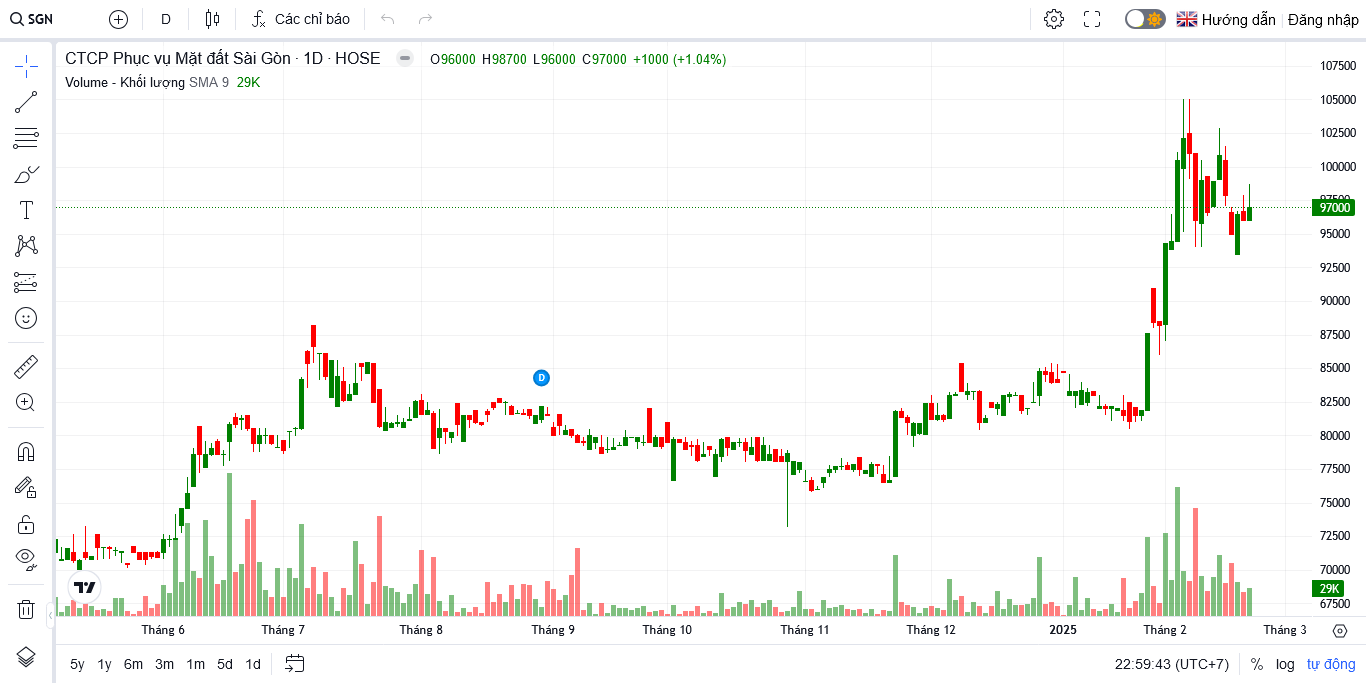 SGN D Các chỉ báo Hướng dẫn Đăng nhập
CTCP Phục vụ Mặt đất Sài Gòn · 1D · HOSE O96000 H98700 L96000 C97000 +1000 (+1.04%)
Volume - Khối lượng SMA 9 29K
107500
105000
102500
100000
97500
97000
95000
92500
90000
87500
85000
D
82500
80000
77500
75000
72500
70000
29K
67500
Tháng 6 Tháng 7 Tháng 8 Tháng 9 Tháng 10 Tháng 11 Tháng 12 2025 Tháng 2 Tháng 3
5y 1y 6m 3m 1m 5d 1d 22:59:43 (UTC+7) % log tự động